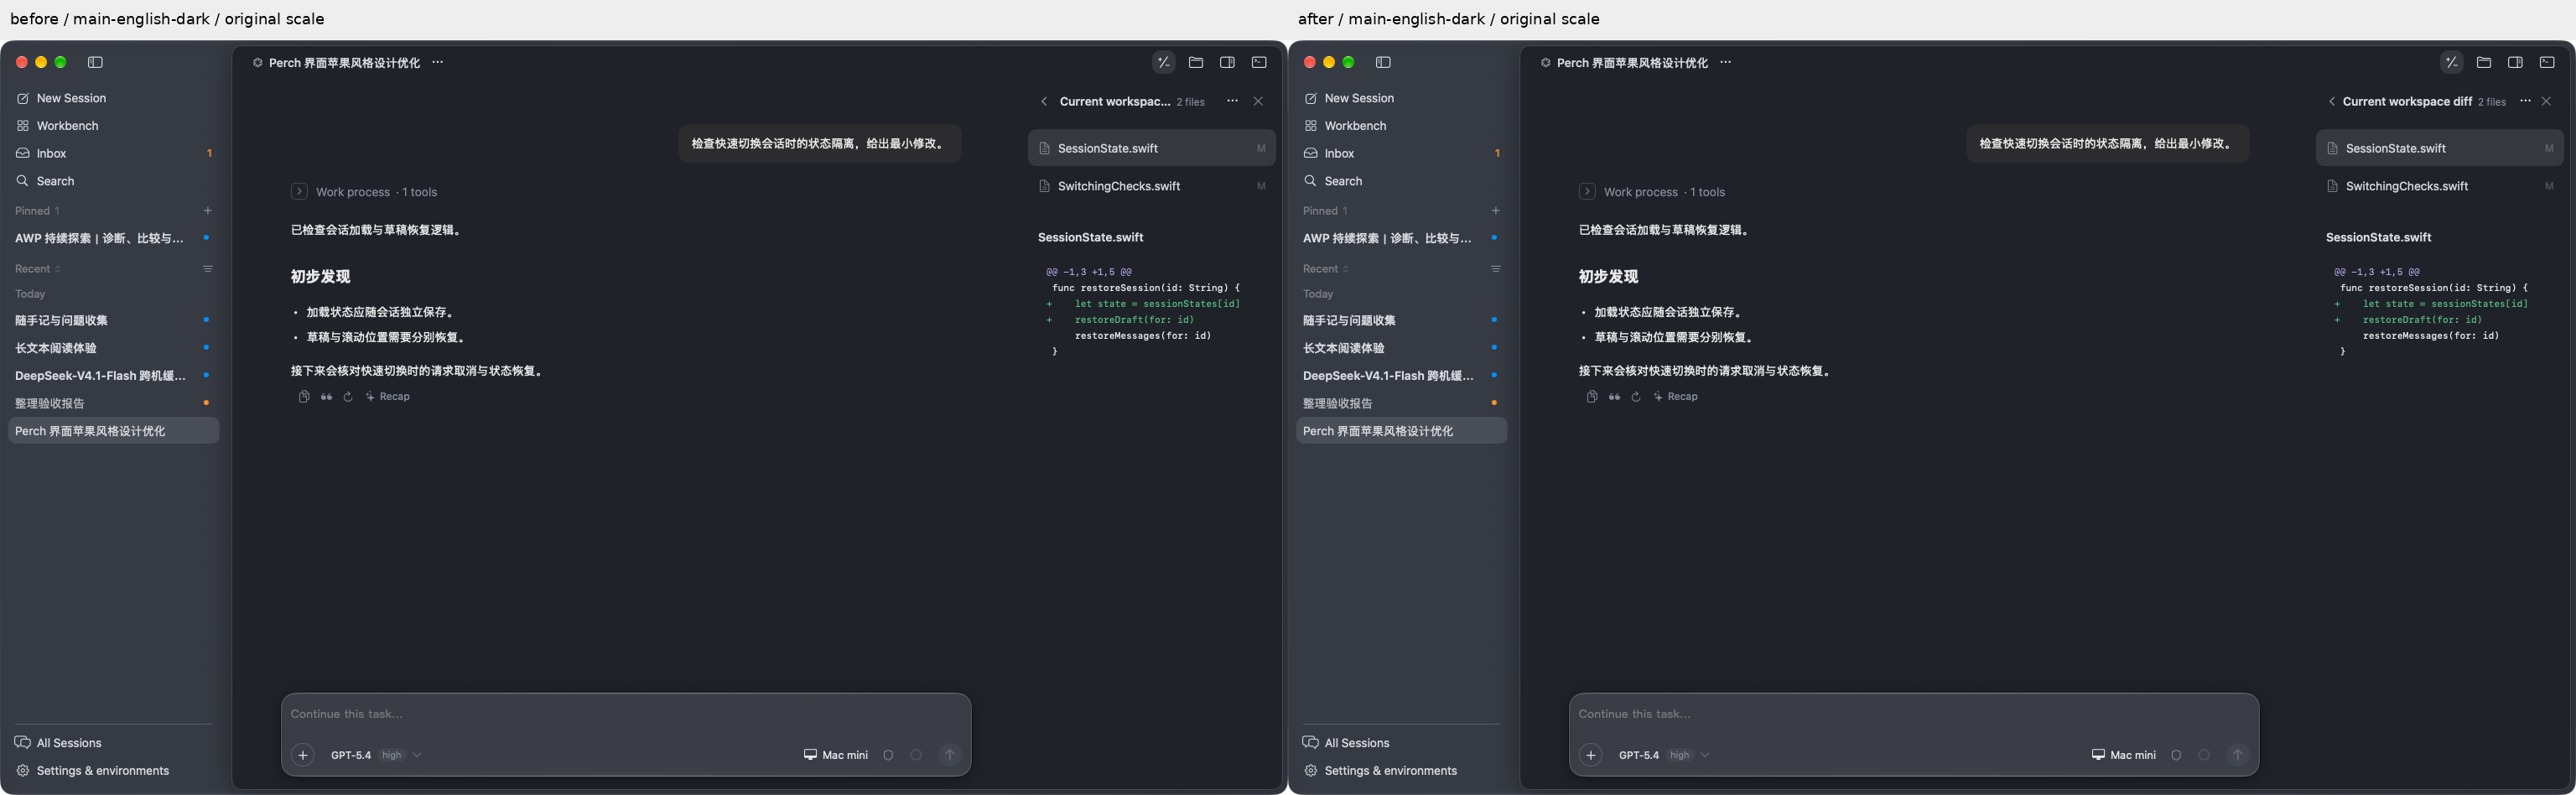 before / main-english-dark / original scale
Perch 界面苹果风格设计优化 ···
New Session
Workbench
Inbox 1
Search
Pinned 1
AWP 持续探索 | 诊断、比较与...
Recent
Today
随手记与问题收集
长文本阅读体验
DeepSeek-V4.1-Flash 跨机缓...
整理验收报告
Perch 界面苹果风格设计优化
All Sessions
Settings & environments
检查快速切换会话时的状态隔离，给出最小修改。
Work process · 1 tools
已检查会话加载与草稿恢复逻辑。
初步发现
• 加载状态应随会话独立保存。
• 草稿与滚动位置需要分别恢复。
接下来会核对快速切换时的请求取消与状态恢复。
Recap
Continue this task...
GPT-5.4 high
Mac mini
Current workspac... 2 files ···
SessionState.swift M
SwitchingChecks.swift M
SessionState.swift
@@ -1,3 +1,5 @@
func restoreSession(id: String) {
+ let state = sessionStates[id]
+ restoreDraft(for: id)
restoreMessages(for: id)
}
after / main-english-dark / original scale
Perch 界面苹果风格设计优化 ···
New Session
Workbench
Inbox 1
Search
Pinned 1
AWP 持续探索 | 诊断、比较与...
Recent
Today
随手记与问题收集
长文本阅读体验
DeepSeek-V4.1-Flash 跨机缓...
整理验收报告
Perch 界面苹果风格设计优化
All Sessions
Settings & environments
检查快速切换会话时的状态隔离，给出最小修改。
Work process · 1 tools
已检查会话加载与草稿恢复逻辑。
初步发现
• 加载状态应随会话独立保存。
• 草稿与滚动位置需要分别恢复。
接下来会核对快速切换时的请求取消与状态恢复。
Recap
Continue this task...
GPT-5.4 high
Mac mini
Current workspace diff 2 files ···
SessionState.swift M
SwitchingChecks.swift M
SessionState.swift
@@ -1,3 +1,5 @@
func restoreSession(id: String) {
+ let state = sessionStates[id]
+ restoreDraft(for: id)
restoreMessages(for: id)
}